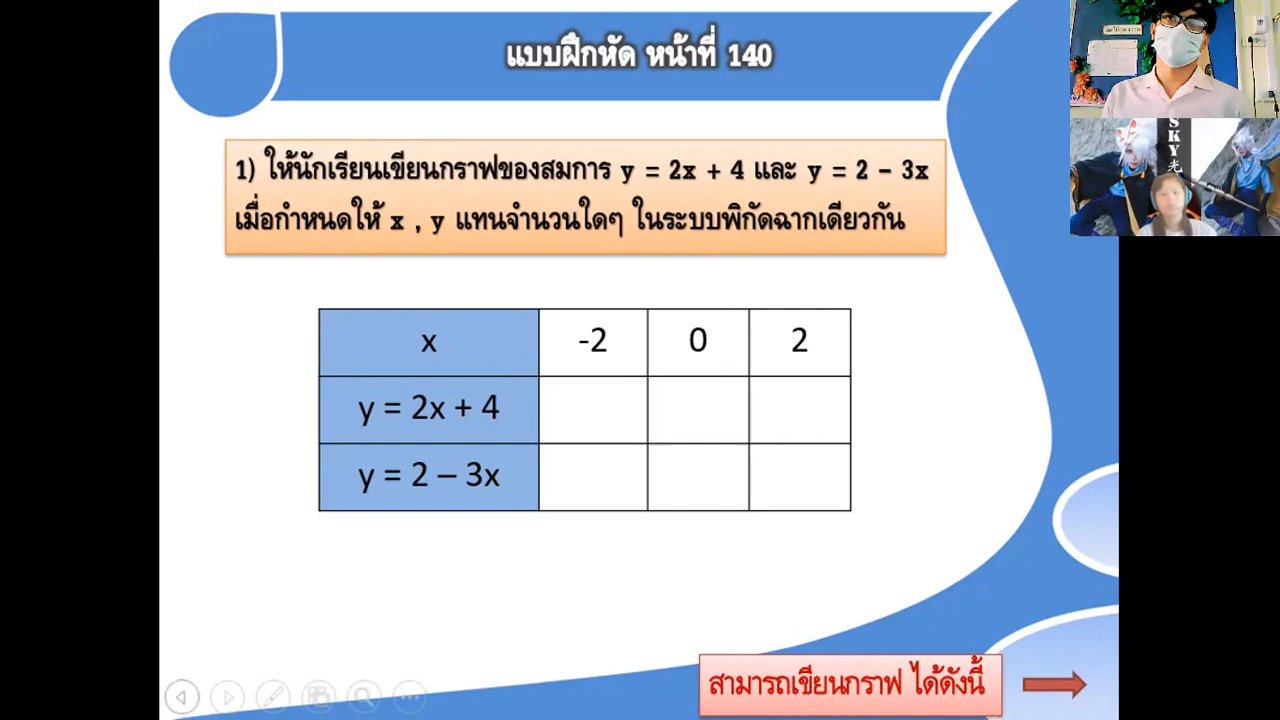 แบบฝึกหัด หน้าที่ 140
1) ให้นักเรียนเขียนกราฟของสมการ y = 2x + 4 และ y = 2 – 3x
เมื่อกำหนดให้ x , y แทนจำนวนใดๆ ในระบบพิกัดฉากเดียวกัน
x -2 0 2
y = 2x + 4
y = 2 – 3x
สามารถเขียนกราฟ ได้ดังนี้
SKY光